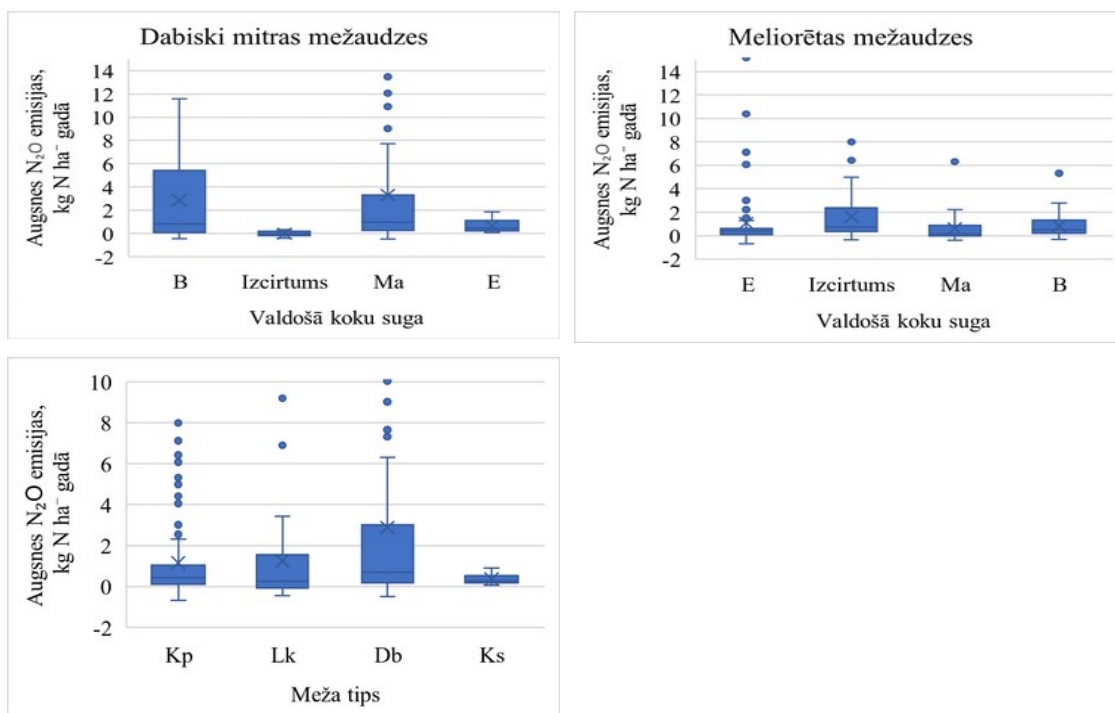 Dabiski mitras mežaudzes
Augsnes N₂O emisijas,
kg N ha⁻ gadā
14
12
10
8
6
4
2
0
-2
B Izcirtums Ma E
Valdošā koku suga
Meliorētas mežaudzes
Augsnes N₂O emisijas,
kg N ha⁻ gadā
14
12
10
8
6
4
2
0
-2
E Izcirtums Ma B
Valdošā koku suga
Augsnes N₂O emisijas,
kg N ha⁻ gadā
10
8
6
4
2
0
-2
Kp Lk Db Ks
Meža tips